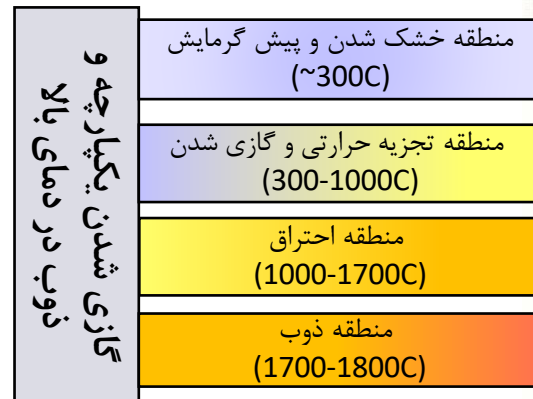 گازی شدن یکپارچه و
ذوب در دمای بالا
منطقه خشک شدن و پیش گرمایش
(~300C)
منطقه تجزیه حرارتی و گازی شدن
(300-1000C)
منطقه احتراق
(1000-1700C)
منطقه ذوب
(1700-1800C)